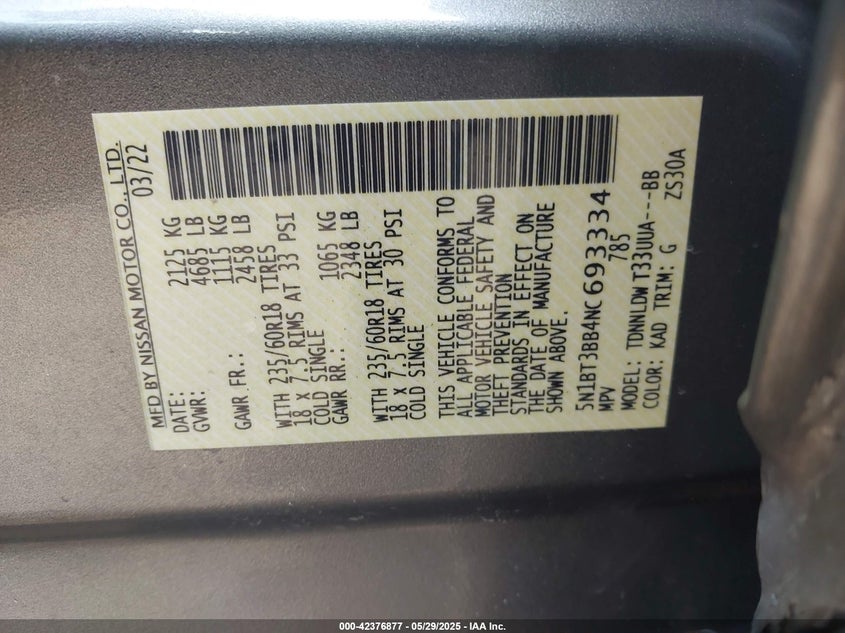 MFD BY NISSAN MOTOR CO., LTD.
DATE: 03/22
GVWR: 2125 KG
4685 LB
GAWR FR.: 1115 KG
2458 LB
WITH 235/60R18 TIRES
18 X 7.5 RIMS AT 33 PSI
COLD SINGLE
GAWR RR.: 1065 KG
2348 LB
WITH 235/60R18 TIRES
18 X 7.5 RIMS AT 30 PSI
COLD SINGLE
THIS VEHICLE CONFORMS TO
ALL APPLICABLE FEDERAL
MOTOR VEHICLE SAFETY AND
THEFT PREVENTION
STANDARDS IN EFFECT ON
THE DATE OF MANUFACTURE
SHOWN ABOVE.
5N1BT3BB4NC693334
MPV 785
MODEL: TDNNLDW T33UUA---BB
COLOR: KAD TRIM: G ZS30A
000-42376877 - 05/29/2025 - IAA Inc.